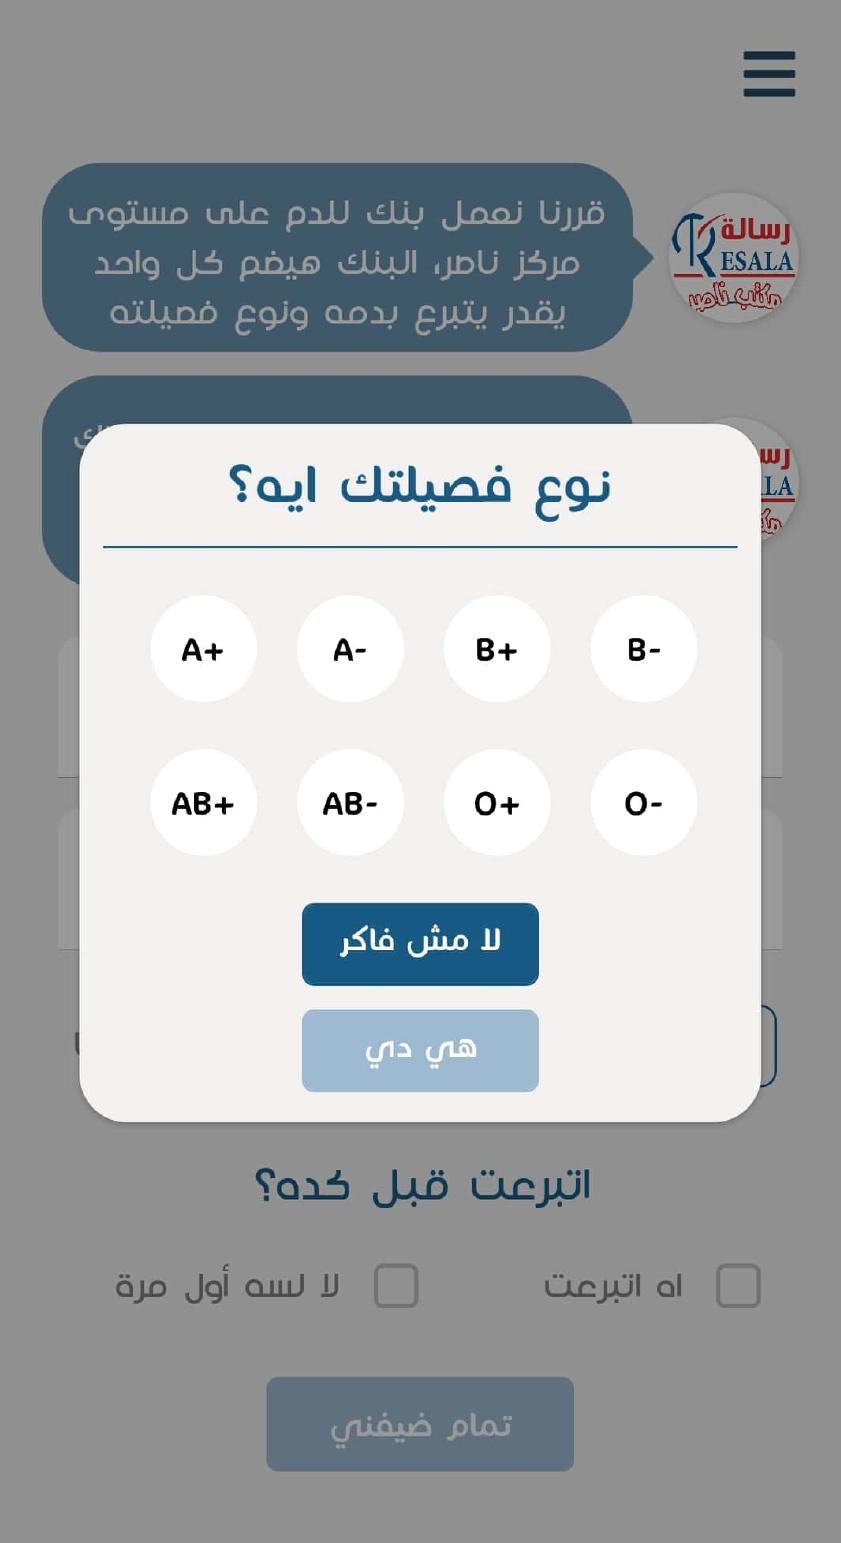 قررنا نعمل بنك للدم على مستوى
مركز ناصر، البنك هيضم كل واحد
يقدر يتبرع بدمه ونوع فصيلته
رسالة
RESALA
مكتب ناصر
نوع فصيلتك ايه؟
A+ A- B+ B-
AB+ AB- O+ O-
لا مش فاكر
هي دي
اتبرعت قبل كده؟
اه اتبرعت
لا لسه أول مرة
تمام ضيفني